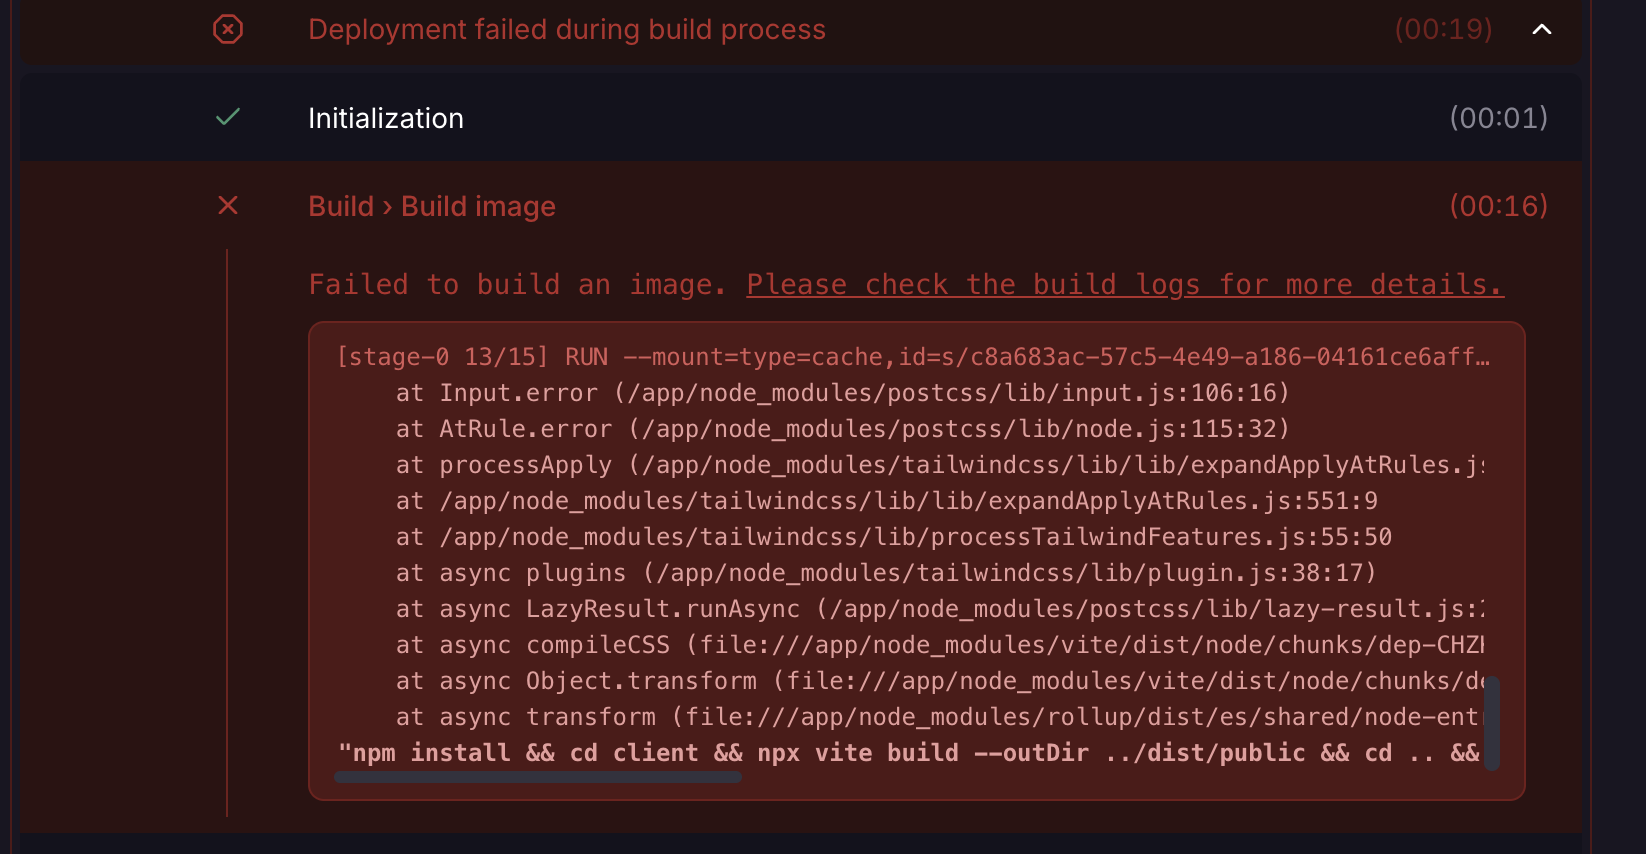 Deployment failed during build process (00:19)
Initialization (00:01)
Build › Build image (00:16)
Failed to build an image. Please check the build logs for more details.
[stage-0 13/15] RUN --mount=type=cache,id=s/c8a683ac-57c5-4e49-a186-04161ce6aff…
at Input.error (/app/node_modules/postcss/lib/input.js:106:16)
at AtRule.error (/app/node_modules/postcss/lib/node.js:115:32)
at processApply (/app/node_modules/tailwindcss/lib/lib/expandApplyAtRules.js
at /app/node_modules/tailwindcss/lib/lib/expandApplyAtRules.js:551:9
at /app/node_modules/tailwindcss/lib/processTailwindFeatures.js:55:50
at async plugins (/app/node_modules/tailwindcss/lib/plugin.js:38:17)
at async LazyResult.runAsync (/app/node_modules/postcss/lib/lazy-result.js:2
at async compileCSS (file:///app/node_modules/vite/dist/node/chunks/dep-CHZ
at async Object.transform (file:///app/node_modules/vite/dist/node/chunks/de
at async transform (file:///app/node_modules/rollup/dist/es/shared/node-ent
"npm install && cd client && npx vite build --outDir ../dist/public && cd .. &&